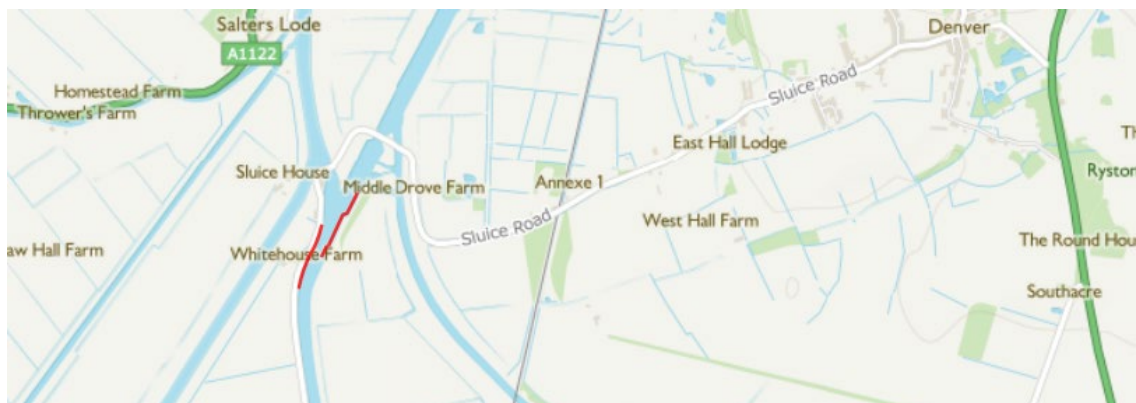 Salters Lode
Denver
A1122
Homestead Farm
Thrower's Farm
Sluice Road
East Hall Lodge
Sluice House
Middle Drove Farm
Annexe 1
Ryston
West Hall Farm
Sluice Road
aw Hall Farm
Whitehouse Farm
The Round Hou
Southacre
Th